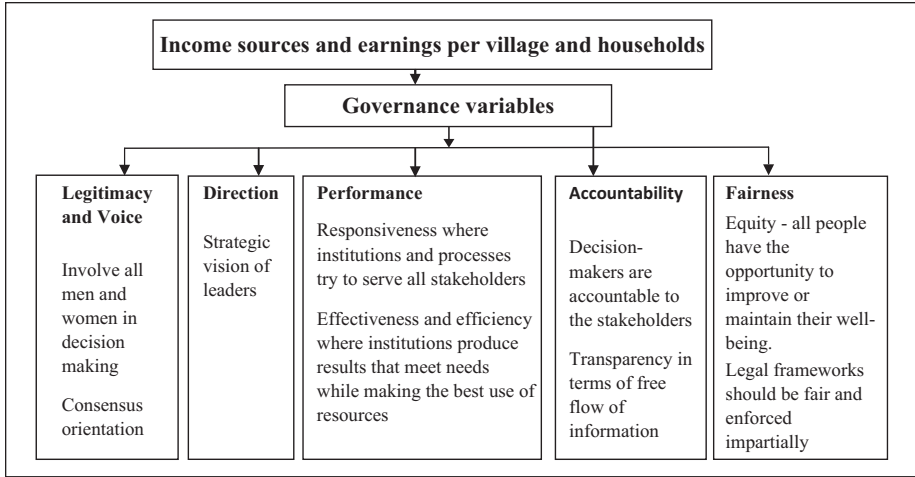 Income sources and earnings per village and households
Governance variables
Legitimacy
and Voice
Involve all
men and
women in
decision
making
Consensus
orientation
Direction
Strategic
vision of
leaders
Performance
Responsiveness where
institutions and processes
try to serve all stakeholders
Effectiveness and efficiency
where institutions produce
results that meet needs
while making the best use of
resources
Accountability
Decision-
makers are
accountable to
the stakeholders
Transparency in
terms of free
flow of
information
Fairness
Equity - all people
have the
opportunity to
improve or
maintain their well-
being.
Legal frameworks
should be fair and
enforced
impartially